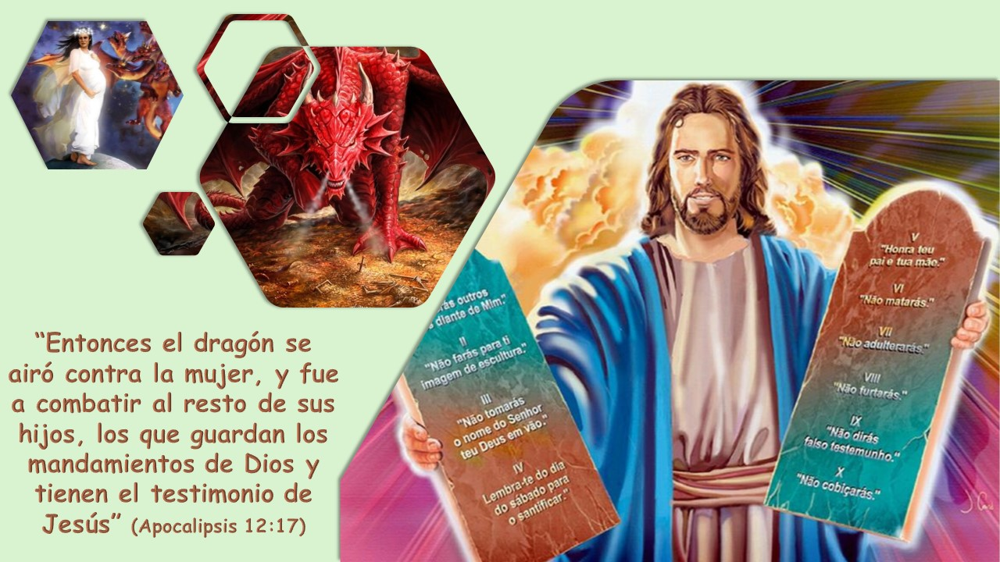 “Entonces el dragón se
airó contra la mujer, y fue
a combatir al resto de sus
hijos, los que guardan los
mandamientos de Dios y
tienen el testimonio de
Jesús” (Apocalipsis 12:17)
outros
diante de Mim."
II
"Não farás para ti
imagem de escultura."
III
"Não tomarás
o nome do Senhor
teu Deus em vão."
IV
Lembra-te do dia
do sábado para
o santificar."
V
"Honra teu
pai e tua mãe."
VI
"Não matarás."
VII
"Não adulterarás."
VIII
"Não furtarás."
IX
"Não dirás
falso testemunho."
X
"Não cobiçarás."